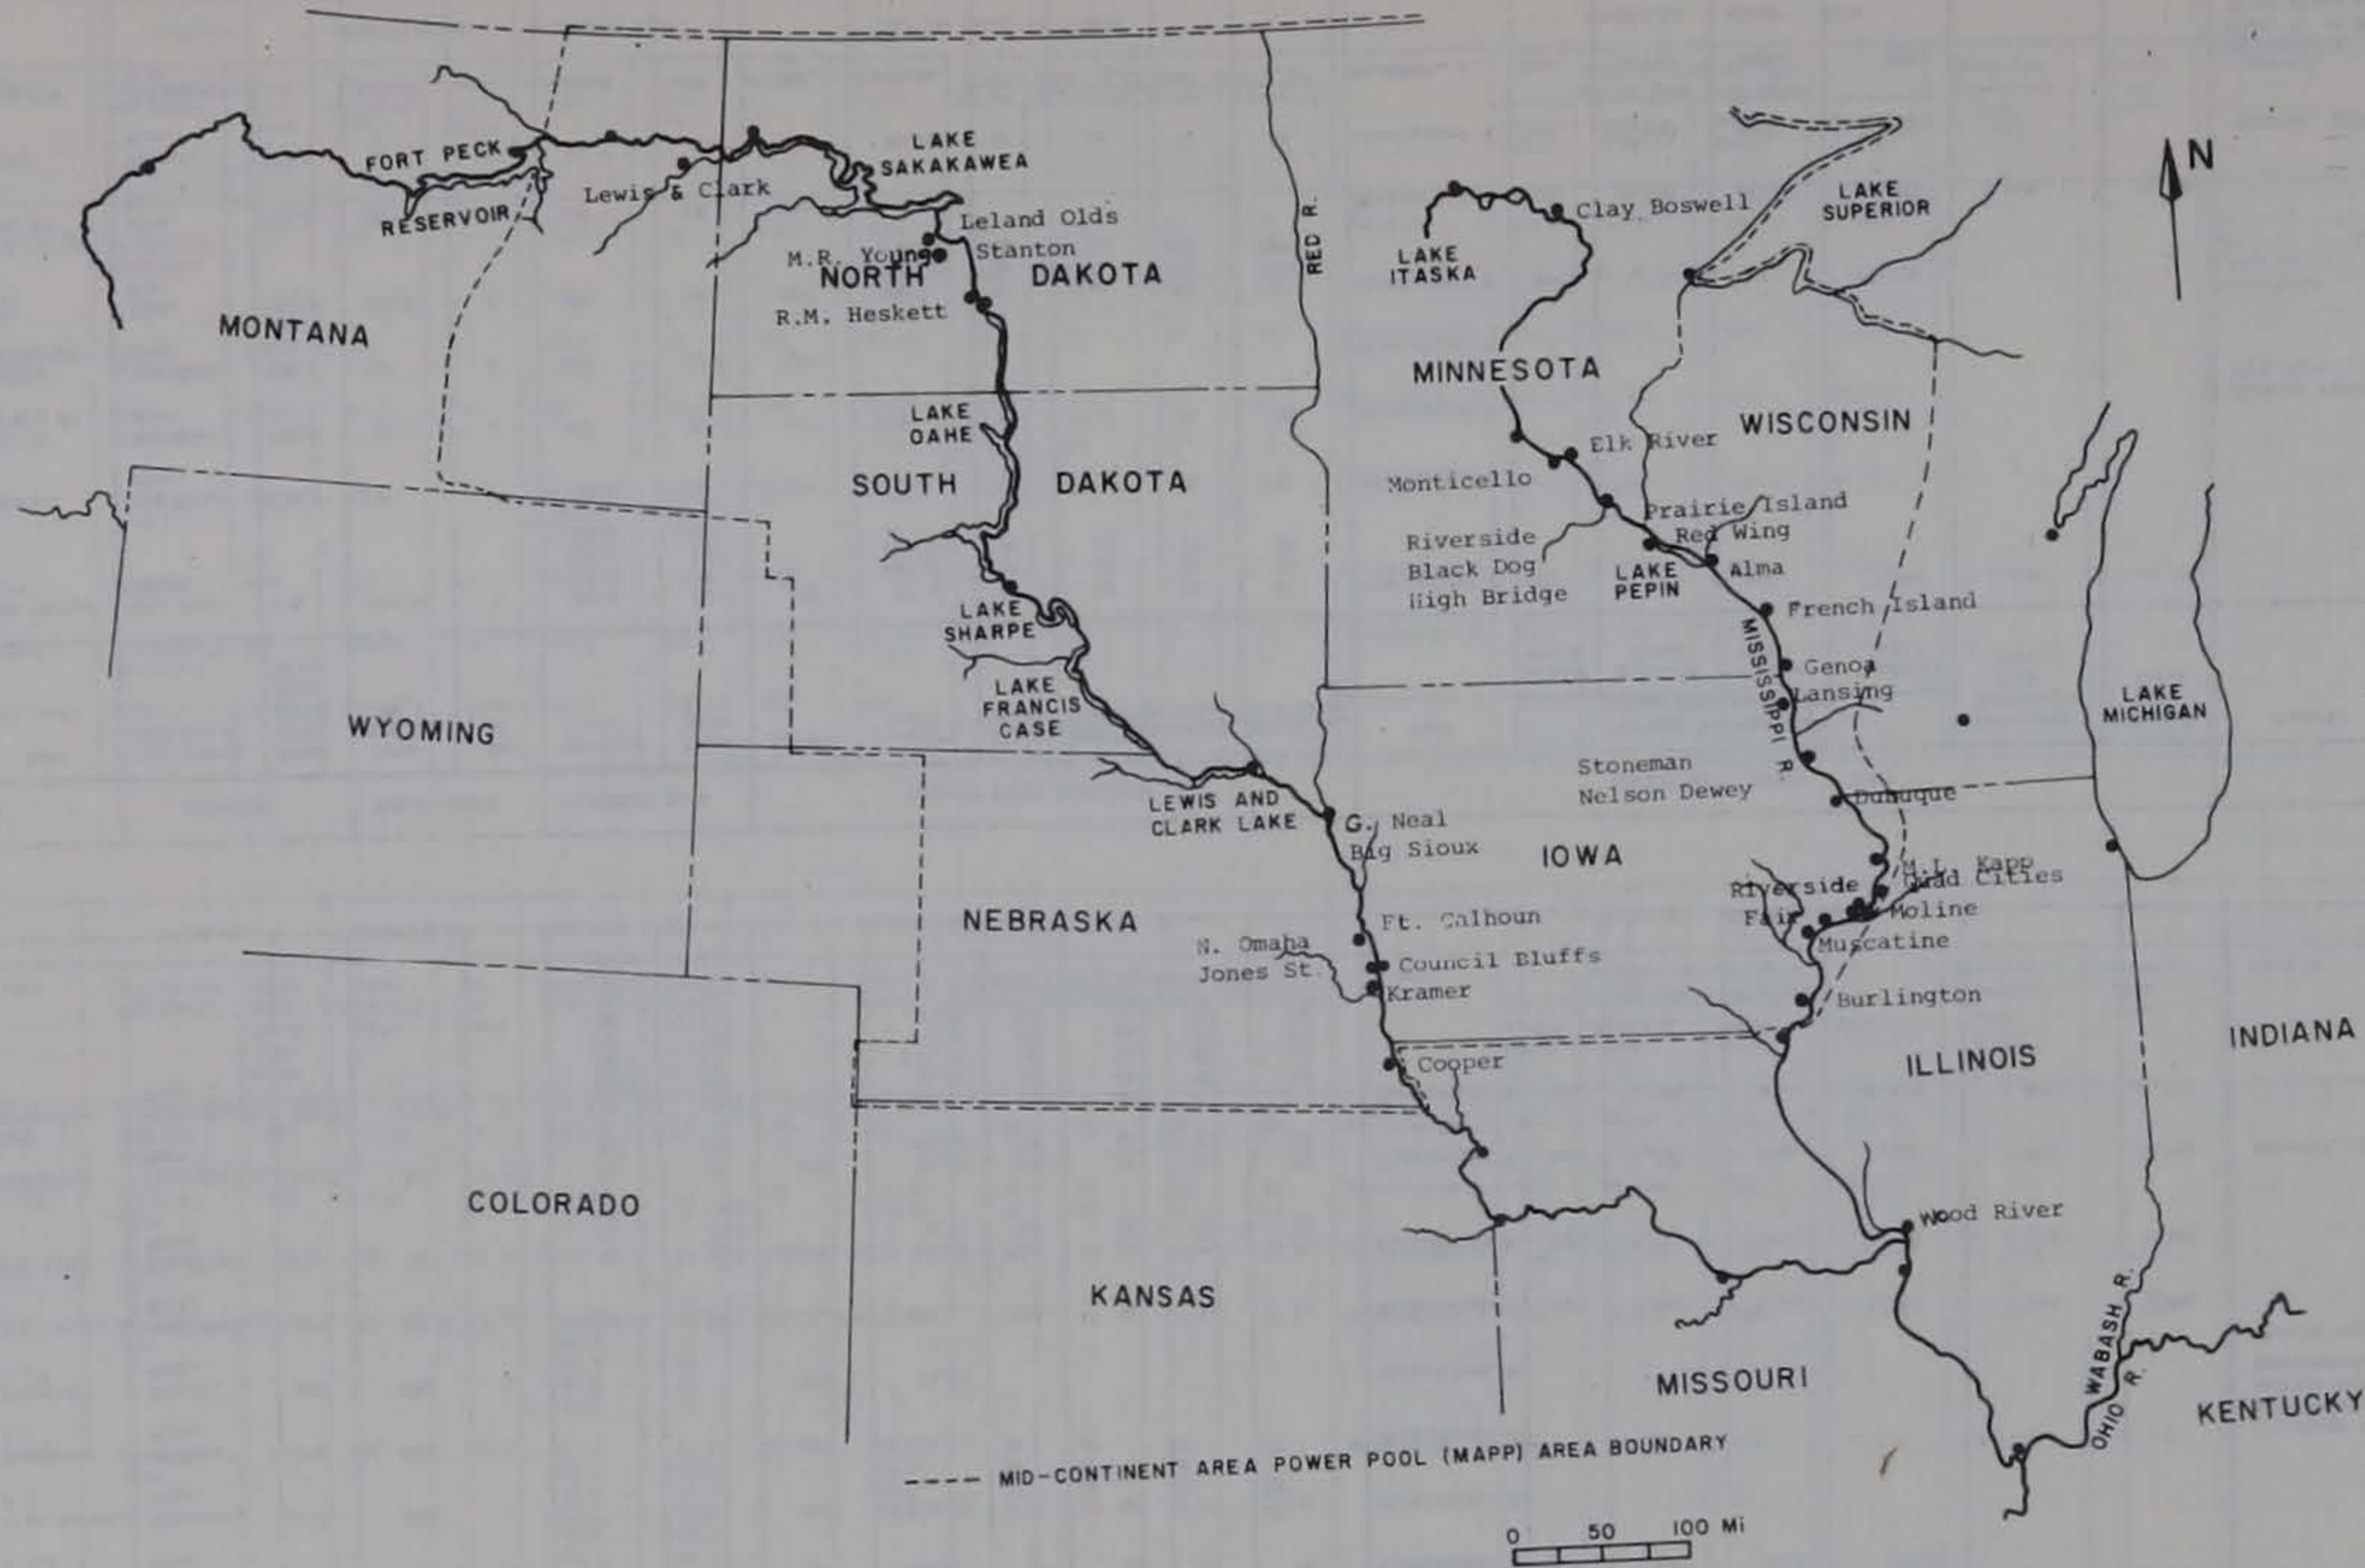 N
FORT PECK
RESERVOIR
LAKE
SAKAKAWEA
Lewis & Clark
Leland Olds
Stanton
M.R. Young
NORTH DAKOTA
R.M. Heskett
RED R.
Clay Boswell
LAKE
ITASKA
LAKE
SUPERIOR
MONTANA
MINNESOTA
WISCONSIN
LAKE
OAHE
SOUTH DAKOTA
Elk River
Monticello
Prairie Island
Red Wing
Riverside
Black Dog
High Bridge
LAKE
PEPIN
Alma
French Island
MISSISSIPPI R.
Genoa
Lansing
LAKE
SHARPE
LAKE
FRANCIS
CASE
LAKE
MICHIGAN
WYOMING
Stoneman
Nelson Dewey
Dubuque
LEWIS AND
CLARK LAKE
G. Neal
Big Sioux
IOWA
M.L. Kapp
Quad Cities
Riverside
Fair
Moline
Muscatine
NEBRASKA
Ft. Calhoun
N. Omaha
Jones St.
Council Bluffs
Kramer
Burlington
Cooper
ILLINOIS
INDIANA
COLORADO
Wood River
KANSAS
WABASH R.
OHIO R.
MISSOURI
KENTUCKY
---- MID-CONTINENT AREA POWER POOL (MAPP) AREA BOUNDARY
0 50 100 Mi